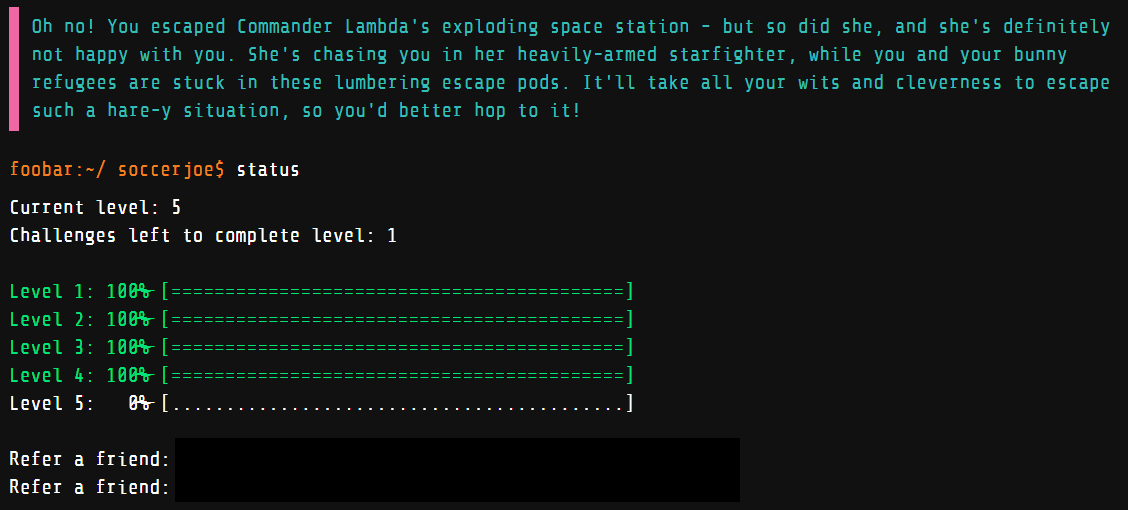 Oh no! You escaped Commander Lambda's exploding space station - but so did she, and she's definitely
not happy with you. She's chasing you in her heavily-armed starfighter, while you and your bunny
refugees are stuck in these lumbering escape pods. It'll take all your wits and cleverness to escape
such a hare-y situation, so you'd better hop to it!
foobar:~/ soccerjoe$ status
Current level: 5
Challenges left to complete level: 1
Level 1: 100% [==========================================]
Level 2: 100% [==========================================]
Level 3: 100% [==========================================]
Level 4: 100% [==========================================]
Level 5:   0% [..........................................]
Refer a friend:
Refer a friend: